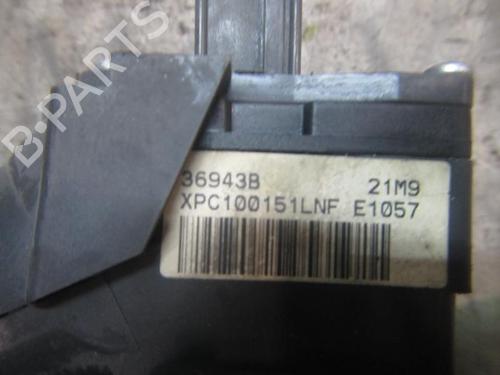 B-PARTS
36943B 21M9
XPC100151LNF E1057